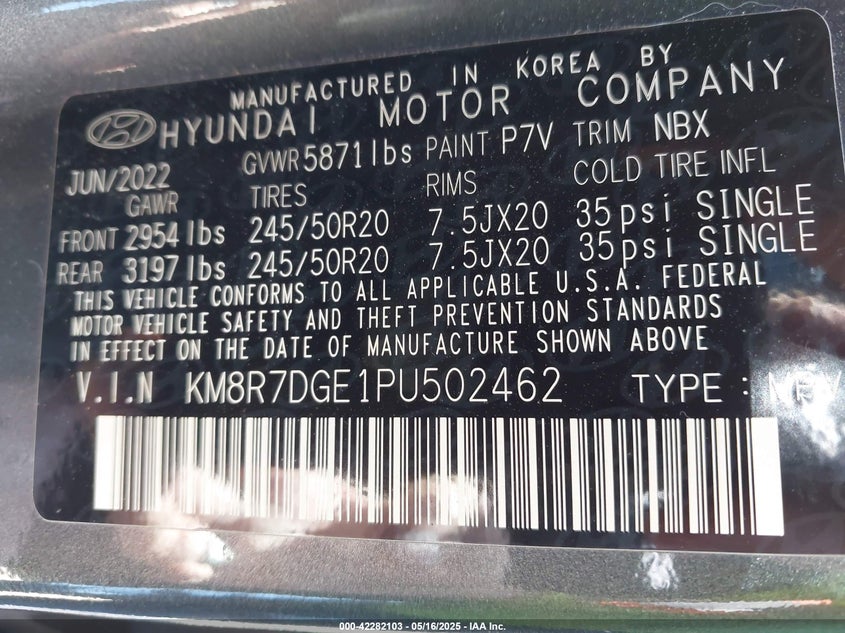 MANUFACTURED IN KOREA BY
HYUNDAI MOTOR COMPANY
JUN/2022 GVWR 5871lbs PAINT P7V TRIM NBX
GAWR TIRES RIMS COLD TIRE INFL
FRONT 2954 lbs 245/50R20 7.5JX20 35psi SINGLE
REAR 3197 lbs 245/50R20 7.5JX20 35psi SINGLE
THIS VEHICLE CONFORMS TO ALL APPLICABLE U.S.A. FEDERAL
MOTOR VEHICLE SAFETY AND THEFT PREVENTION STANDARDS
IN EFFECT ON THE DATE OF MANUFACTURE SHOWN ABOVE
V.I.N KM8R7DGE1PU502462 TYPE : MPV
000-42282103 - 05/16/2025 - IAA Inc.